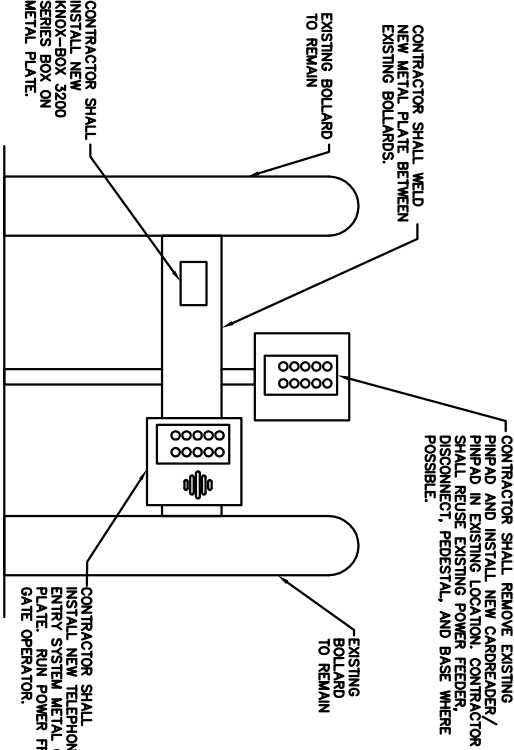 CONTRACTOR SHALL REMOVE EXISTING
PINPAD AND INSTALL NEW CARDREADER/
PINPAD IN EXISTING LOCATION. CONTRACTOR
SHALL REUSE EXISTING POWER FEEDER,
DISCONNECT, PEDESTAL, AND BASE WHERE
POSSIBLE.
CONTRACTOR SHALL WELD
NEW METAL PLATE BETWEEN
EXISTING BOLLARDS.
EXISTING BOLLARD
TO REMAIN
EXISTING
BOLLARD
TO REMAIN
CONTRACTOR SHALL
INSTALL NEW
KNOX-BOX 3200
SERIES BOX ON
METAL PLATE.
CONTRACTOR SHALL
INSTALL NEW TELEPHON
ENTRY SYSTEM METAL
PLATE. RUN POWER F
GATE OPERATOR.